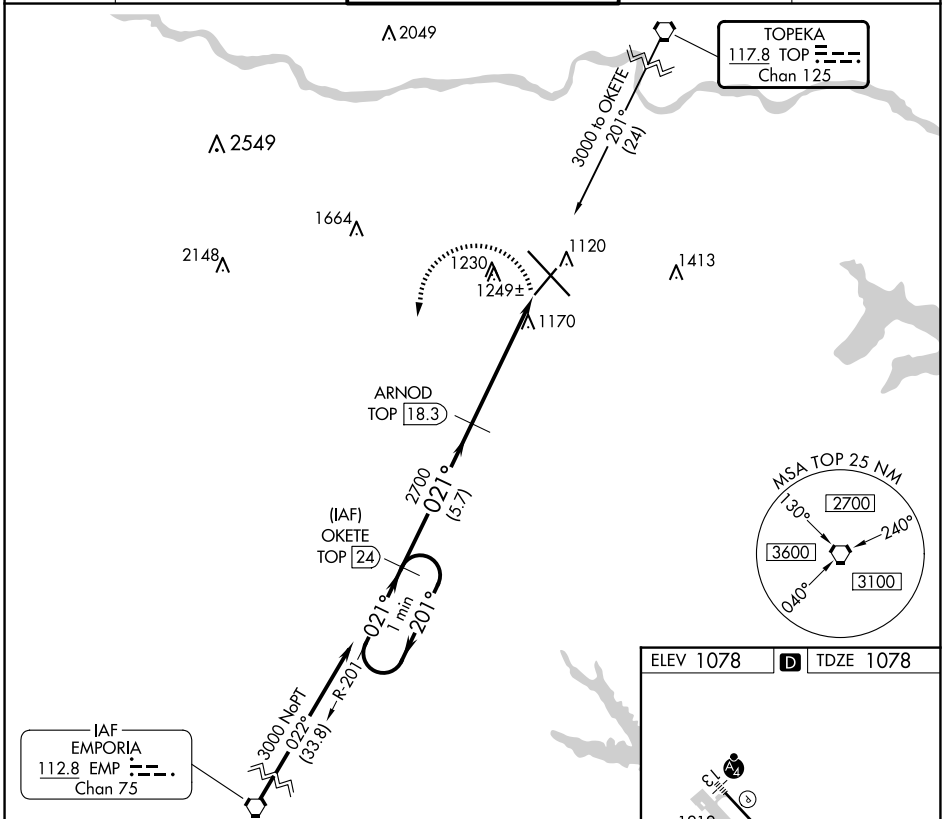 2049
TOPEKA
117.8 TOP
Chan 125
3000 to OKETE
201°
(24)
2549
1664
2148
1230
1249±
1120
1413
1170
ARNOD
TOP 18.3
2700
021°
(5.7)
(IAF)
OKETE
TOP 24
021°
1 min
201°
R-201
3000 NoPT
022°
(33.8)
IAF
EMPORIA
112.8 EMP
Chan 75
MSA TOP 25 NM
130°
2700
240°
3600
040°
3100
ELEV 1078 D TDZE 1078
A4
13
P